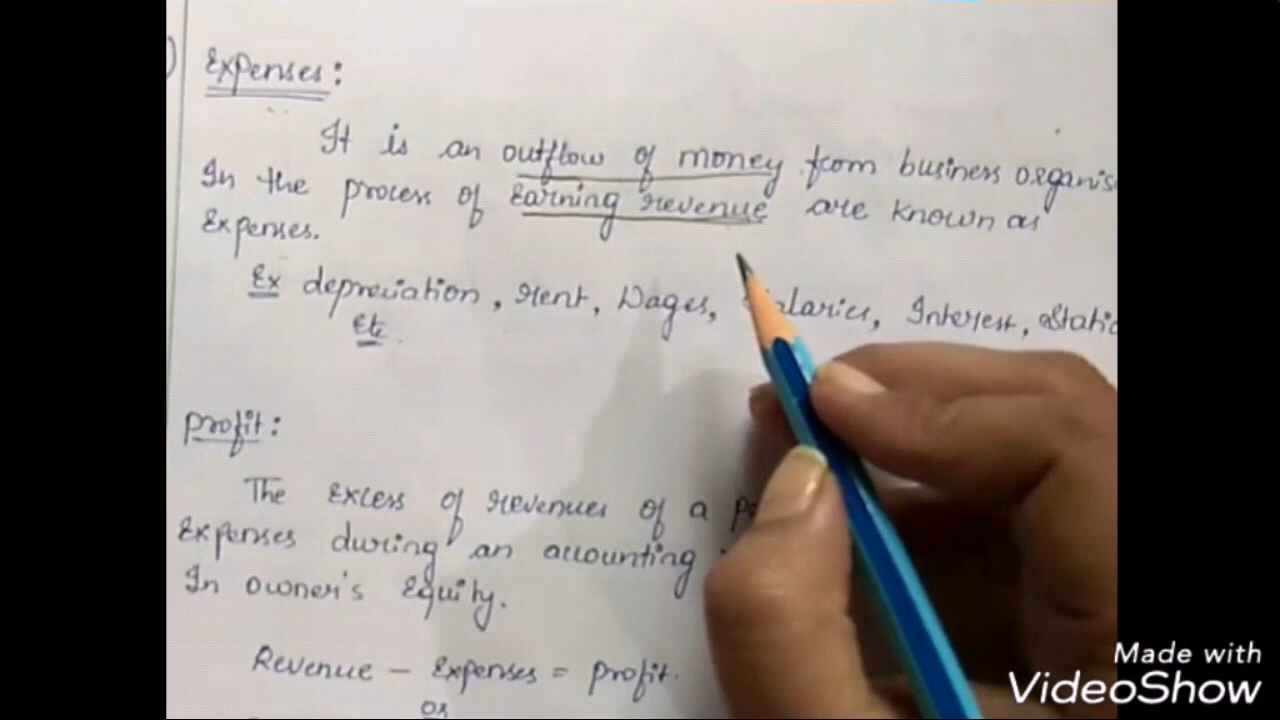 Expenses:
It is an outflow of money from business organis
In the process of Earning revenue are known as
Expenses.
Ex depreciation, rent, Wages, Salaries, Interest, Statio
Etc.
Profit:
The Excess of revenues of a
Expenses during an accounting
In owner's Equity.
Revenue - Expenses = profit.
or
Made with
VideoShow